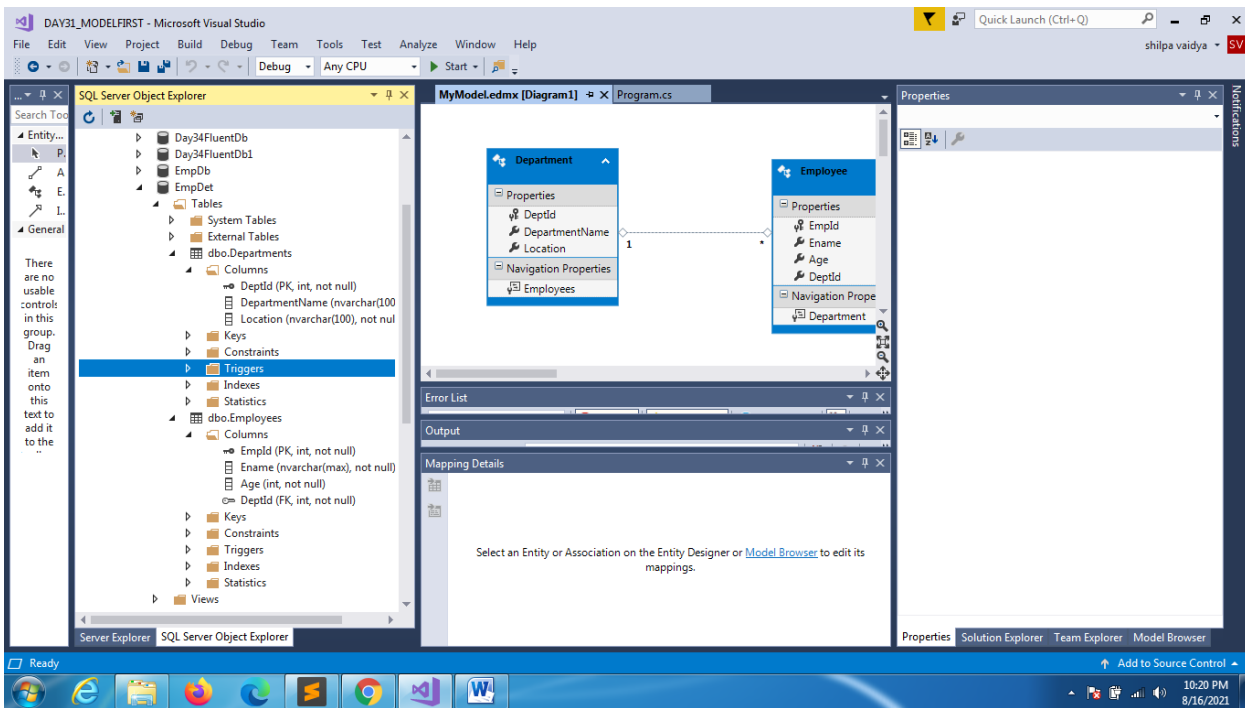 DAY31_MODELFIRST - Microsoft Visual Studio
Quick Launch (Ctrl+Q)
File Edit View Project Build Debug Team Tools Test Analyze Window Help
shilpa vaidya SV
Debug Any CPU Start
Search Too
Entity...
P.
A
E.
I..
General
There
are no
usable
controls
in this
group.
Drag
an
item
onto
this
text to
add it
to the
SQL Server Object Explorer
Day34FluentDb
Day34FluentDb1
EmpDb
EmpDet
Tables
System Tables
External Tables
dbo.Departments
Columns
DeptId (PK, int, not null)
DepartmentName (nvarchar(100
Location (nvarchar(100), not nul
Keys
Constraints
Triggers
Indexes
Statistics
dbo.Employees
Columns
EmpId (PK, int, not null)
Ename (nvarchar(max), not null)
Age (int, not null)
DeptId (FK, int, not null)
Keys
Constraints
Triggers
Indexes
Statistics
Views
Server Explorer SQL Server Object Explorer
MyModel.edmx [Diagram1] Program.cs
Department
Properties
DeptId
DepartmentName
Location
Navigation Properties
Employees
1
*
Employee
Properties
EmpId
Ename
Age
DeptId
Navigation Prope
Department
Error List
Output
Mapping Details
Select an Entity or Association on the Entity Designer or Model Browser to edit its
mappings.
Properties
Notifications
Properties Solution Explorer Team Explorer Model Browser
Ready
Add to Source Control
10:20 PM
8/16/2021